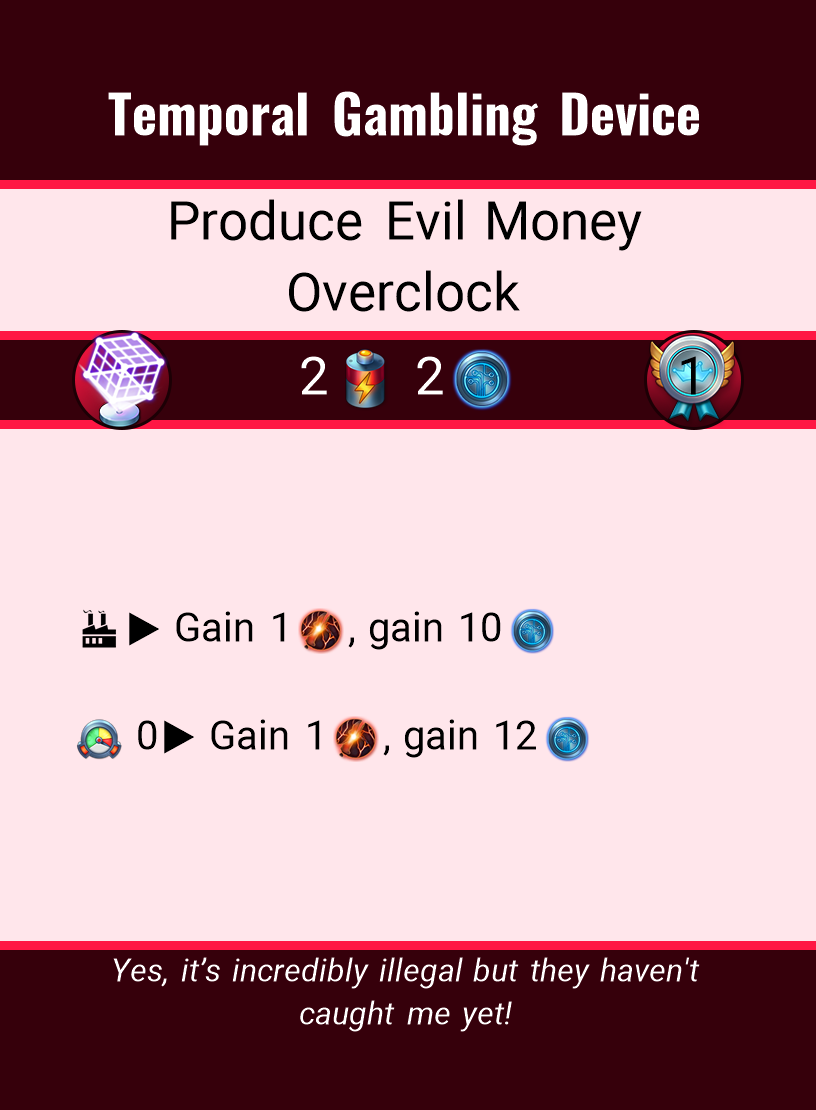 Temporal Gambling Device
Produce Evil Money
Overclock
2 2 1
Gain 1, gain 10
0 Gain 1, gain 12
Yes, it’s incredibly illegal but they haven't
caught me yet!